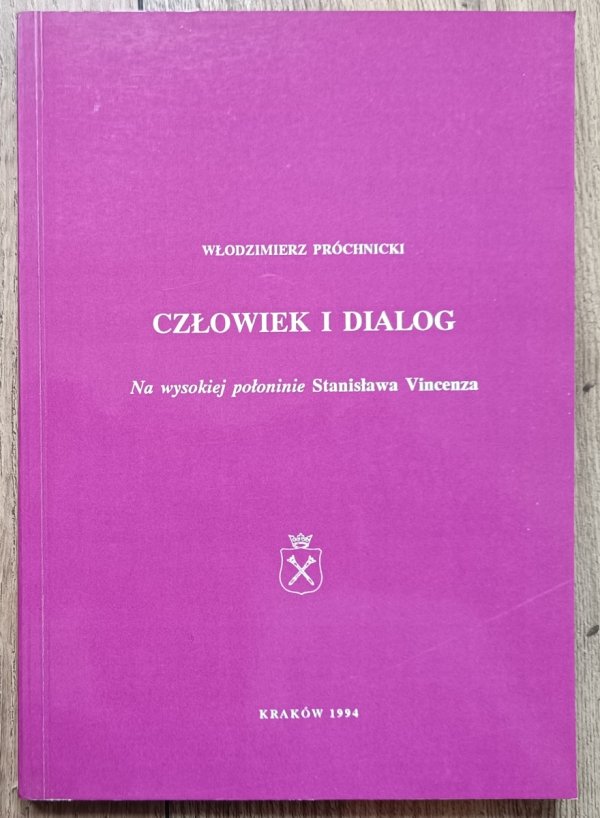 WŁODZIMIERZ PRÓCHNICKI
CZŁOWIEK I DIALOG
Na wysokiej połoninie Stanisława Vincenza
KRAKÓW 1994